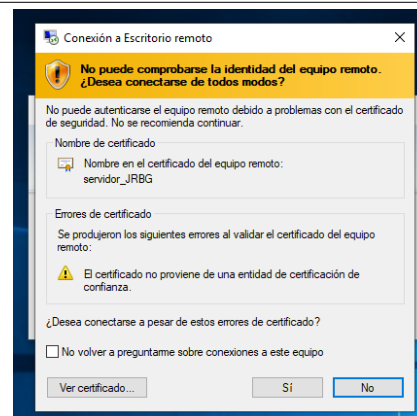 Conexión a Escritorio remoto
No puede comprobarse la identidad del equipo remoto.
¿Desea conectarse de todos modos?
No puede autenticarse el equipo remoto debido a problemas con el certificado
de seguridad. No se recomienda continuar.
Nombre de certificado
Nombre en el certificado del equipo remoto:
servidor_JRBG
Errores de certificado
Se produjeron los siguientes errores al validar el certificado del equipo
remoto:
El certificado no proviene de una entidad de certificación de
confianza.
¿Desea conectarse a pesar de estos errores de certificado?
No volver a preguntarme sobre conexiones a este equipo
Ver certificado... Sí No